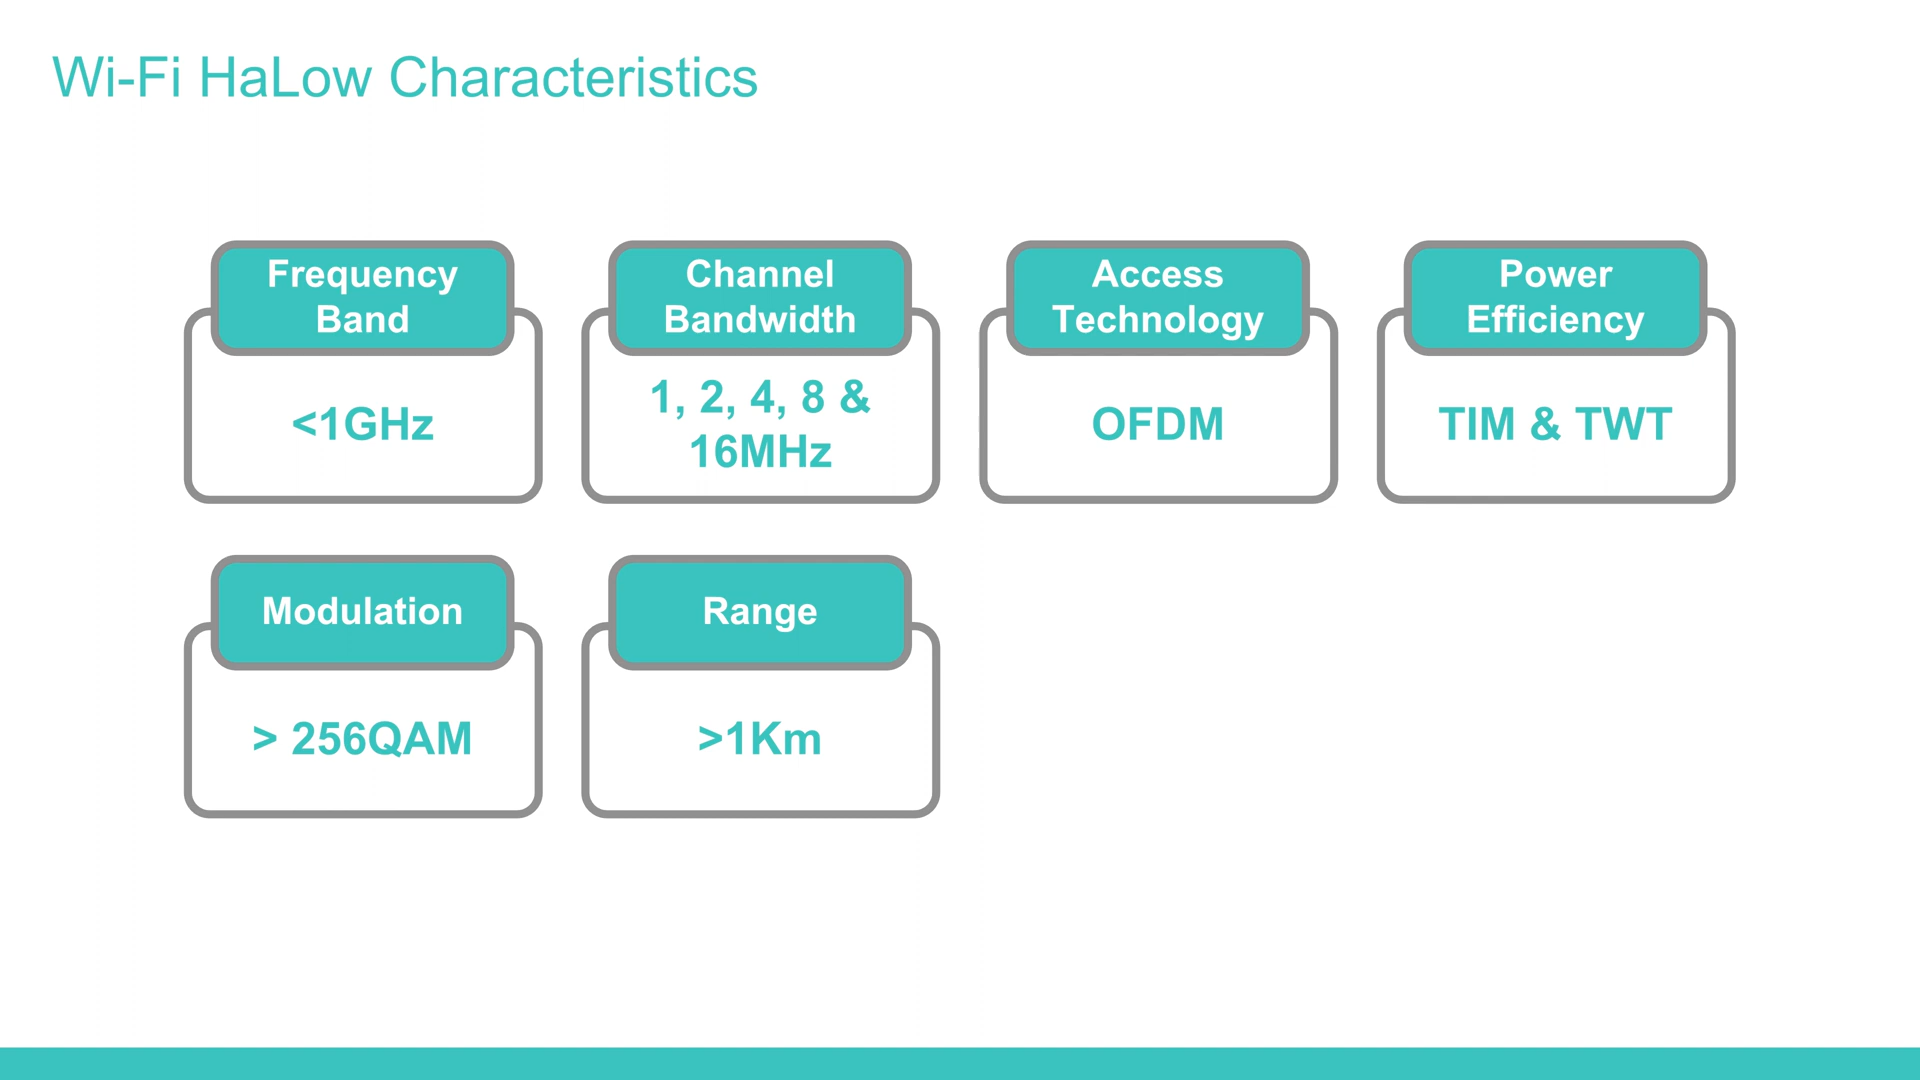 Wi-Fi HaLow Characteristics
Frequency
Band
<1GHz
Channel
Bandwidth
1, 2, 4, 8 &
16MHz
Access
Technology
OFDM
Power
Efficiency
TIM & TWT
Modulation
> 256QAM
Range
>1Km